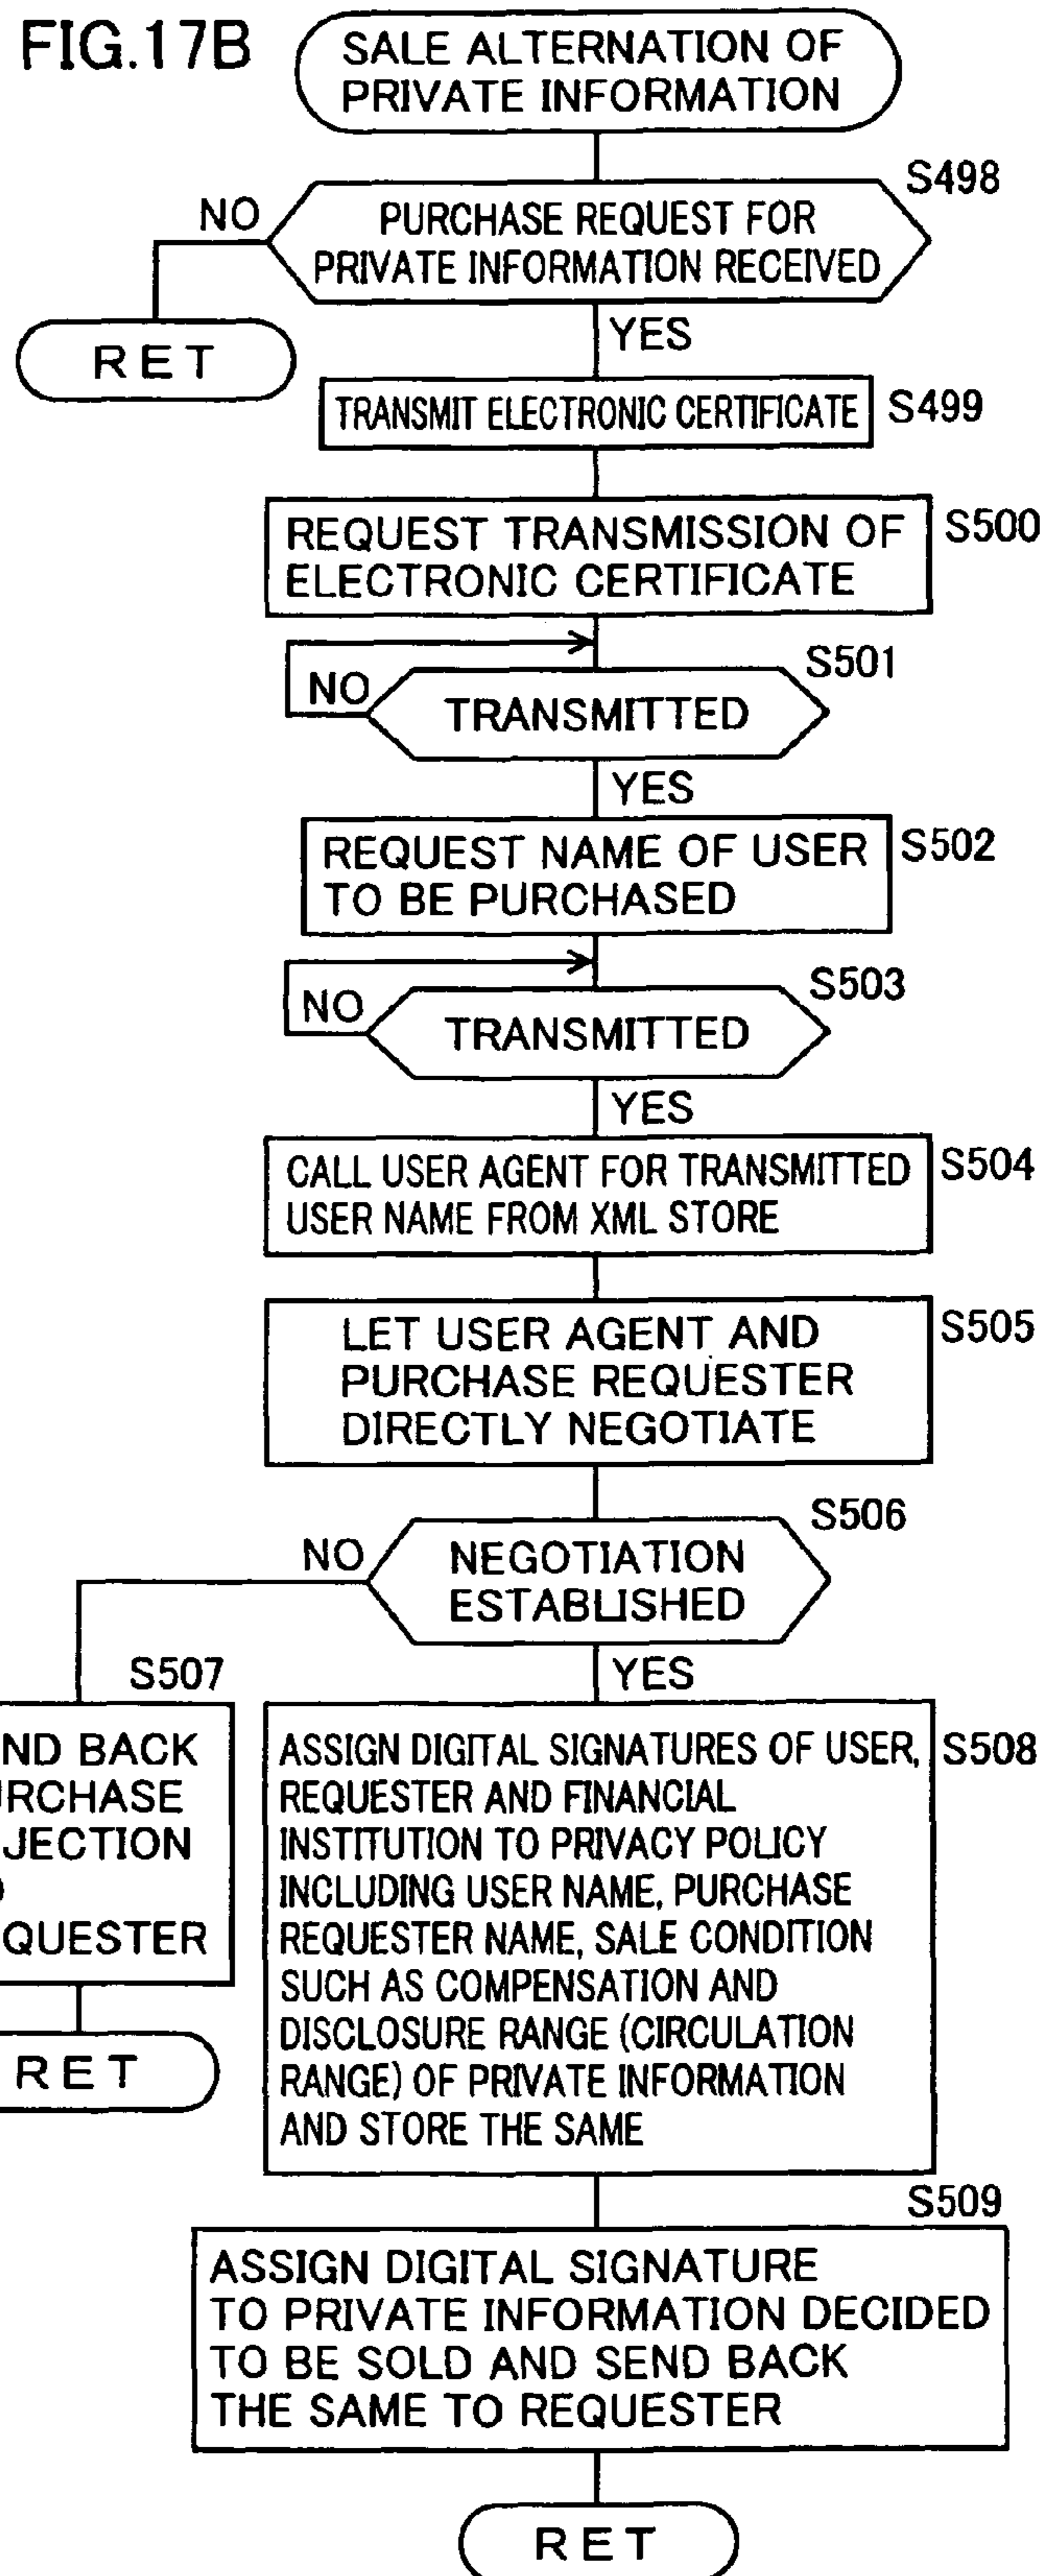 FIG.17B
SALE ALTERNATION OF
PRIVATE INFORMATION
S498
NO
PURCHASE REQUEST FOR
PRIVATE INFORMATION RECEIVED
YES
RET
TRANSMIT ELECTRONIC CERTIFICATE
S499
REQUEST TRANSMISSION OF
ELECTRONIC CERTIFICATE
S500
S501
NO
TRANSMITTED
YES
REQUEST NAME OF USER
TO BE PURCHASED
S502
S503
NO
TRANSMITTED
YES
CALL USER AGENT FOR TRANSMITTED
USER NAME FROM XML STORE
S504
LET USER AGENT AND
PURCHASE REQUESTER
DIRECTLY NEGOTIATE
S505
S506
NO
NEGOTIATION
ESTABLISHED
YES
S507
ND BACK
RCHASE
JECTION
QUESTER
RET
ASSIGN DIGITAL SIGNATURES OF USER,
REQUESTER AND FINANCIAL
INSTITUTION TO PRIVACY POLICY
INCLUDING USER NAME, PURCHASE
REQUESTER NAME, SALE CONDITION
SUCH AS COMPENSATION AND
DISCLOSURE RANGE (CIRCULATION
RANGE) OF PRIVATE INFORMATION
AND STORE THE SAME
S508
S509
ASSIGN DIGITAL SIGNATURE
TO PRIVATE INFORMATION DECIDED
TO BE SOLD AND SEND BACK
THE SAME TO REQUESTER
RET